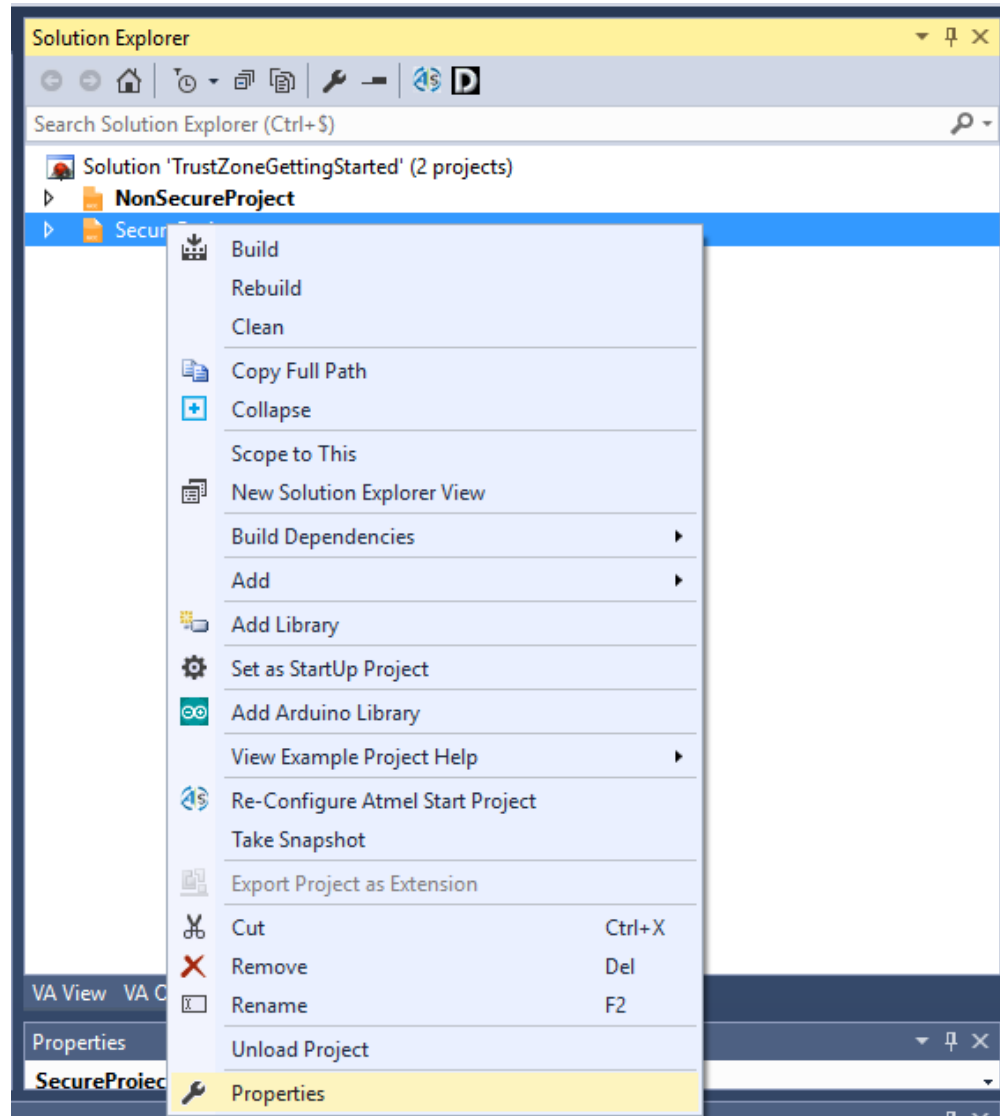 Solution Explorer
Search Solution Explorer (Ctrl+$)
Solution 'TrustZoneGettingStarted' (2 projects)
NonSecureProject
Secur
Build
Rebuild
Clean
Copy Full Path
Collapse
Scope to This
New Solution Explorer View
Build Dependencies
Add
Add Library
Set as StartUp Project
Add Arduino Library
View Example Project Help
Re-Configure Atmel Start Project
Take Snapshot
Export Project as Extension
Cut Ctrl+X
Remove Del
Rename F2
Unload Project
Properties
VA View VA O
Properties
SecureProjec